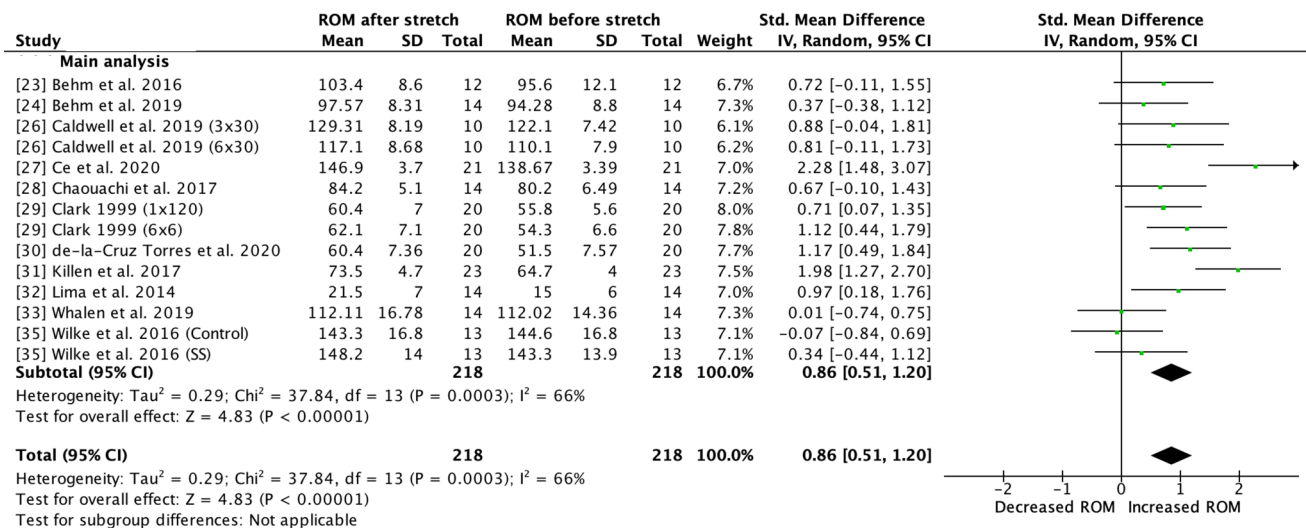 ROM after stretch ROM before stretch Std. Mean Difference Std. Mean Difference
Study Mean SD Total Mean SD Total Weight IV, Random, 95% CI IV, Random, 95% CI
Main analysis
[23] Behm et al. 2016 103.4 8.6 12 95.6 12.1 12 6.7% 0.72 [-0.11, 1.55]
[24] Behm et al. 2019 97.57 8.31 14 94.28 8.8 14 7.3% 0.37 [-0.38, 1.12]
[26] Caldwell et al. 2019 (3x30) 129.31 8.19 10 122.1 7.42 10 6.1% 0.88 [-0.04, 1.81]
[26] Caldwell et al. 2019 (6x30) 117.1 8.68 10 110.1 7.9 10 6.2% 0.81 [-0.11, 1.73]
[27] Ce et al. 2020 146.9 3.7 21 138.67 3.39 21 7.0% 2.28 [1.48, 3.07]
[28] Chaouachi et al. 2017 84.2 5.1 14 80.2 6.49 14 7.2% 0.67 [-0.10, 1.43]
[29] Clark 1999 (1x120) 60.4 7 20 55.8 5.6 20 8.0% 0.71 [0.07, 1.35]
[29] Clark 1999 (6x6) 62.1 7.1 20 54.3 6.6 20 7.8% 1.12 [0.44, 1.79]
[30] de-la-Cruz Torres et al. 2020 60.4 7.36 20 51.5 7.57 20 7.8% 1.17 [0.49, 1.84]
[31] Killen et al. 2017 73.5 4.7 23 64.7 4 23 7.5% 1.98 [1.27, 2.70]
[32] Lima et al. 2014 21.5 7 14 15 6 14 7.0% 0.97 [0.18, 1.76]
[33] Whalen et al. 2019 112.11 16.78 14 112.02 14.36 14 7.3% 0.01 [-0.74, 0.75]
[35] Wilke et al. 2016 (Control) 143.3 16.8 13 144.6 16.8 13 7.1% -0.07 [-0.84, 0.69]
[35] Wilke et al. 2016 (SS) 148.2 14 13 143.3 13.9 13 7.1% 0.34 [-0.44, 1.12]
Subtotal (95% CI) 218 218 100.0% 0.86 [0.51, 1.20]
Heterogeneity: Tau² = 0.29; Chi² = 37.84, df = 13 (P = 0.0003); I² = 66%
Test for overall effect: Z = 4.83 (P < 0.00001)
Total (95% CI) 218 218 100.0% 0.86 [0.51, 1.20]
Heterogeneity: Tau² = 0.29; Chi² = 37.84, df = 13 (P = 0.0003); I² = 66%
Test for overall effect: Z = 4.83 (P < 0.00001)
Test for subgroup differences: Not applicable
-2 -1 0 1 2
Decreased ROM Increased ROM